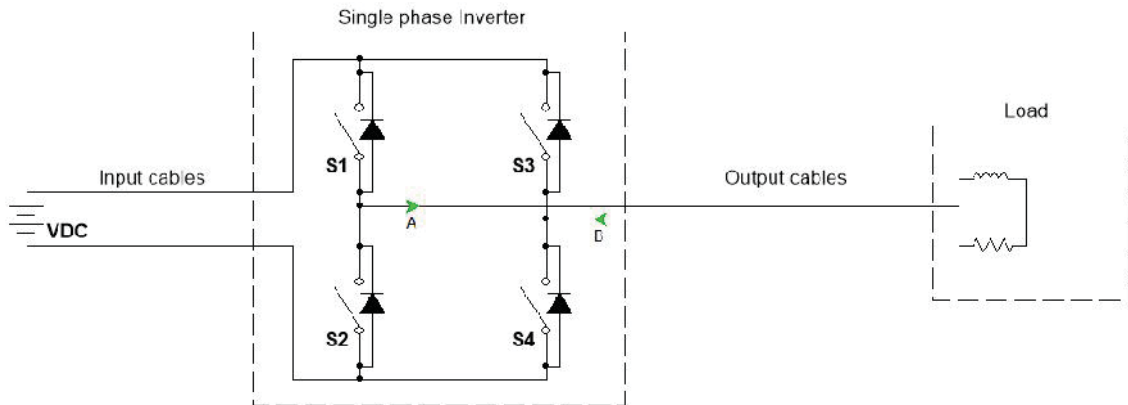 Single phase Inverter
Load
S1
S3
Input cables
Output cables
VDC
A
B
S2
S4